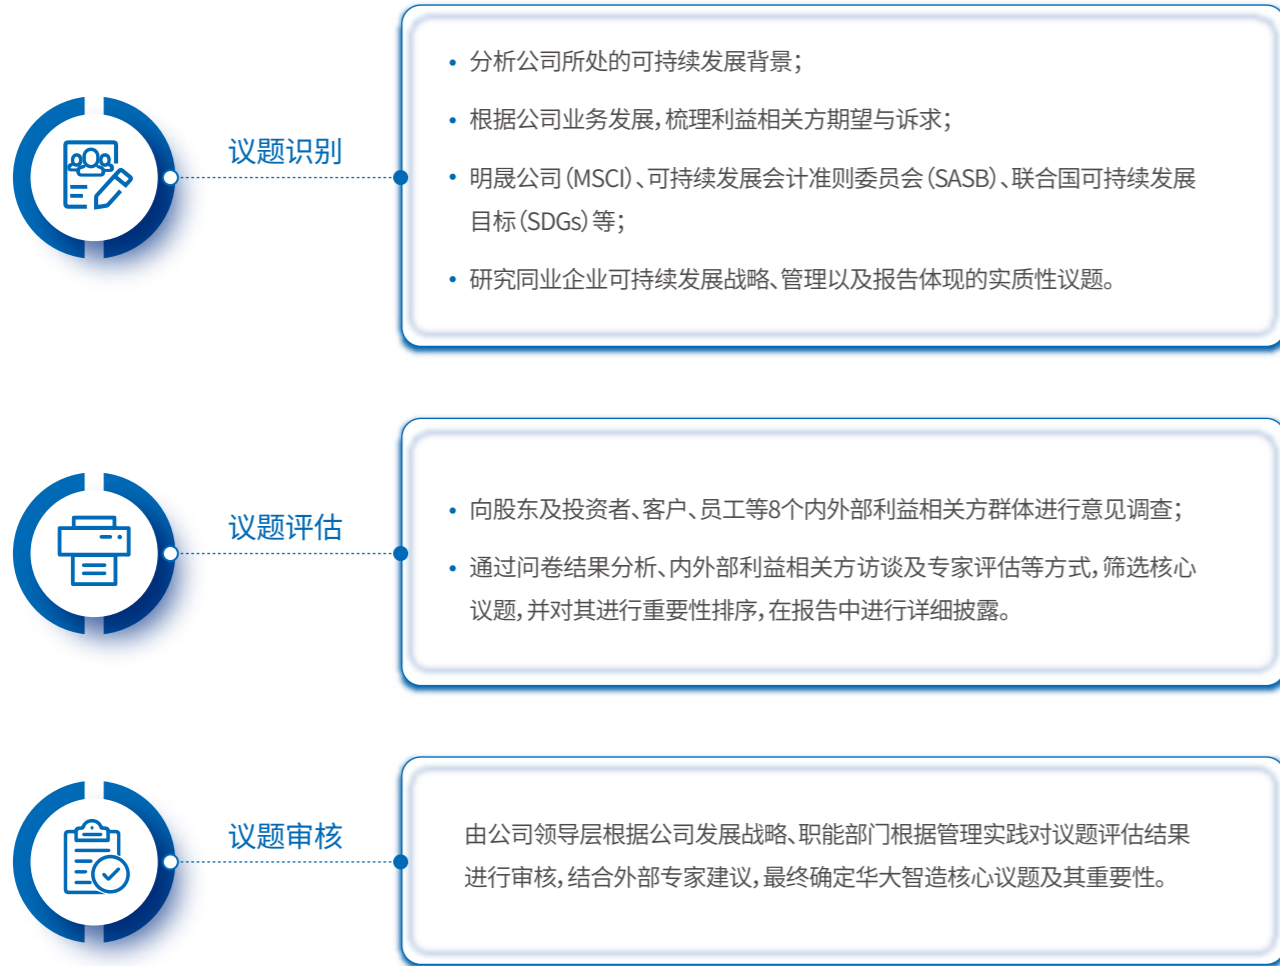 议题识别
• 分析公司所处的可持续发展背景；
• 根据公司业务发展，梳理利益相关方期望与诉求；
• 明晟公司（MSCI）、可持续发展会计准则委员会（SASB）、联合国可持续发展
目标（SDGs）等；
• 研究同业企业可持续发展战略、管理以及报告体现的实质性议题。
议题评估
• 向股东及投资者、客户、员工等8个内外部利益相关方群体进行意见调查；
• 通过问卷结果分析、内外部利益相关方访谈及专家评估等方式，筛选核心
议题，并对其进行重要性排序，在报告中进行详细披露。
议题审核
由公司领导层根据公司发展战略、职能部门根据管理实践对议题评估结果
进行审核，结合外部专家建议，最终确定华大智造核心议题及其重要性。